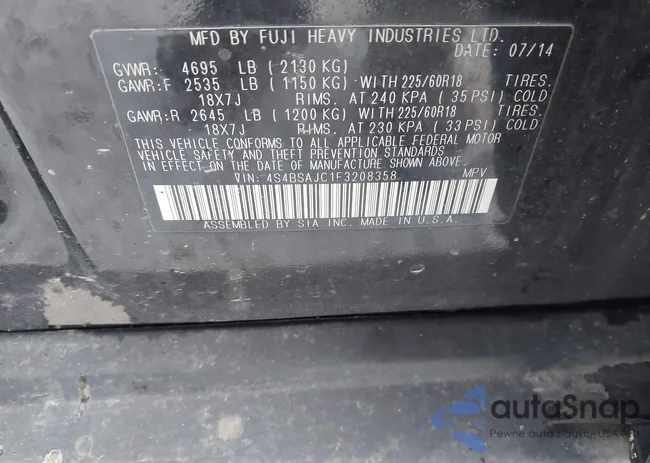 MFD BY FUJI HEAVY INDUSTRIES LTD.
DATE: 07/14
GVWR: 4695 LB (2130 KG)
GAWR:F 2535 LB (1150 KG) WITH 225/60R18 TIRES.
18X7J RIMS. AT 240 KPA (35 PSI) COLD
GAWR:R 2645 LB (1200 KG) WITH 225/60R18 TIRES.
18X7J RIMS. AT 230 KPA (33 PSI) COLD
THIS VEHICLE CONFORMS TO ALL APPLICABLE FEDERAL MOTOR
VEHICLE SAFETY AND THEFT PREVENTION STANDARDS
IN EFFECT ON THE DATE OF MANUFACTURE SHOWN ABOVE.
VIN: 4S4BSAJC1F3208358 MPV
ASSEMBLED BY SIA INC. MADE IN U.S.A.
autoSnap
Pewne auta z aukcji USA